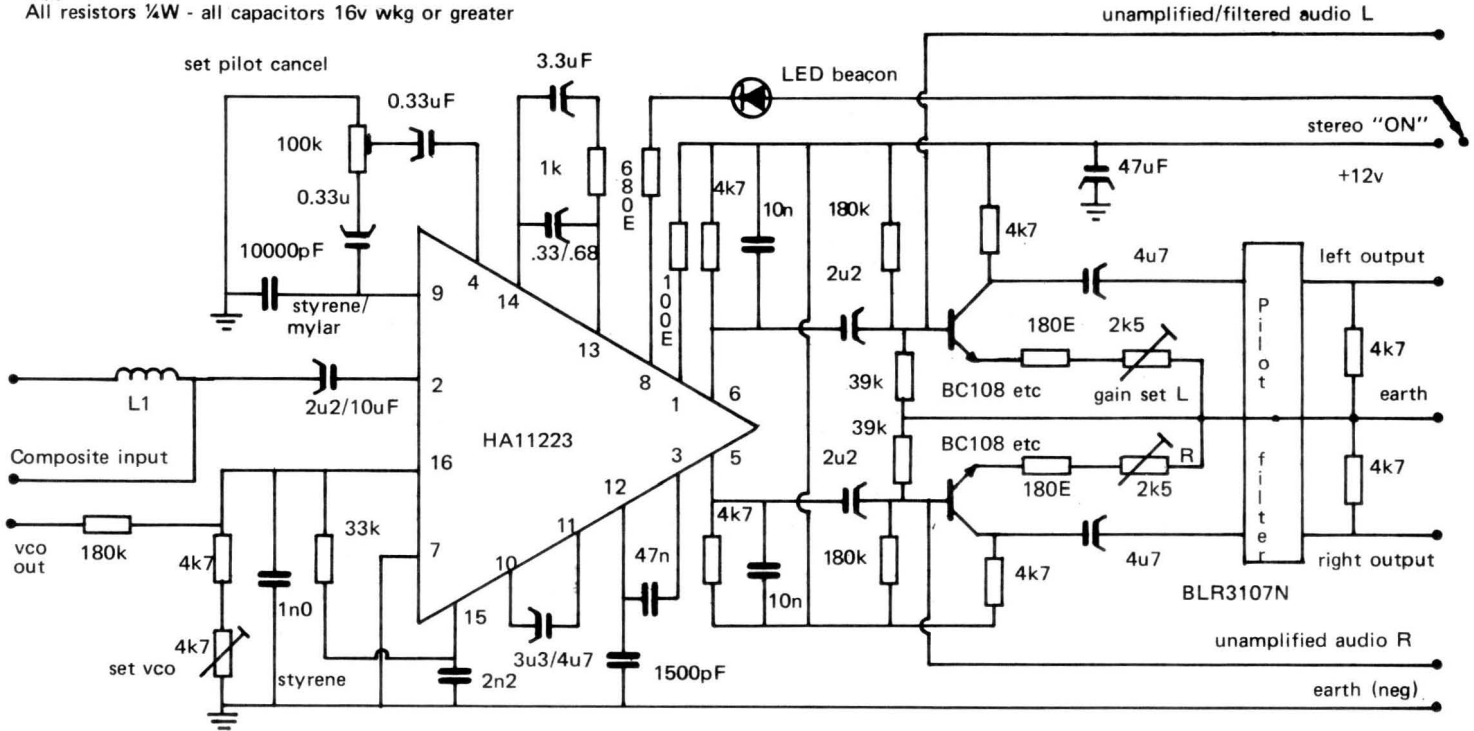 All resistors ¼W - all capacitors 16v wkg or greater
unamplified/filtered audio L
set pilot cancel
3.3uF
LED beacon
0.33uF
stereo "ON"
100k
1k
680E
4k7
47uF
+12v
0.33u
10n
180k
4k7
10000pF
.33/.68
100E
2u2
4u7
left output
9
4
14
styrene/
mylar
13
180E
2k5
Pilot
4k7
8
2
6
39k
L1
2u2/10uF
1
BC108 etc
gain set L
earth
HA11223
39k
BC108 etc
Composite input
16
3
5
2u2
R
filter
4k7
12
180E
2k5
33k
11
4k7
vco
out
180k
4k7
7
10
47n
180k
4k7
4u7
right output
1n0
15
10n
BLR3107N
4k7
set vco
3u3/4u7
1500pF
unamplified audio R
styrene
2n2
earth (neg)